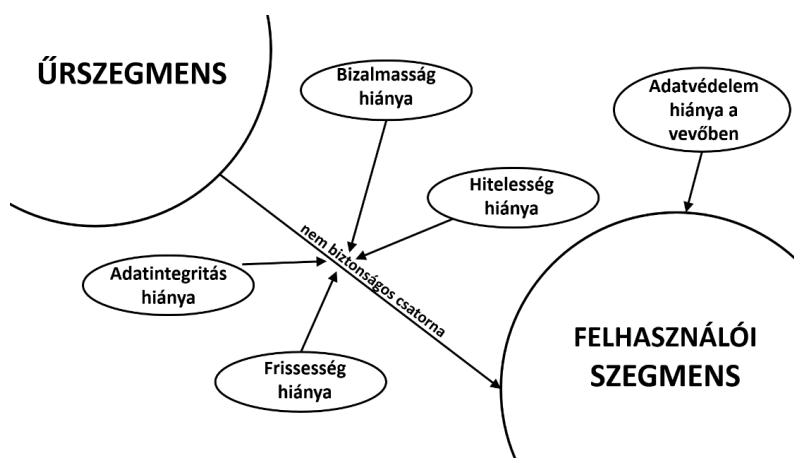 ŰRSZEGMENS
Bizalmasság
hiánya
Adatvédelem
hiánya a
vevőben
Hitelesség
hiánya
nem biztonságos csatorna
Adatintegritás
hiánya
Frissesség
hiánya
FELHASZNÁLÓI
SZEGMENS